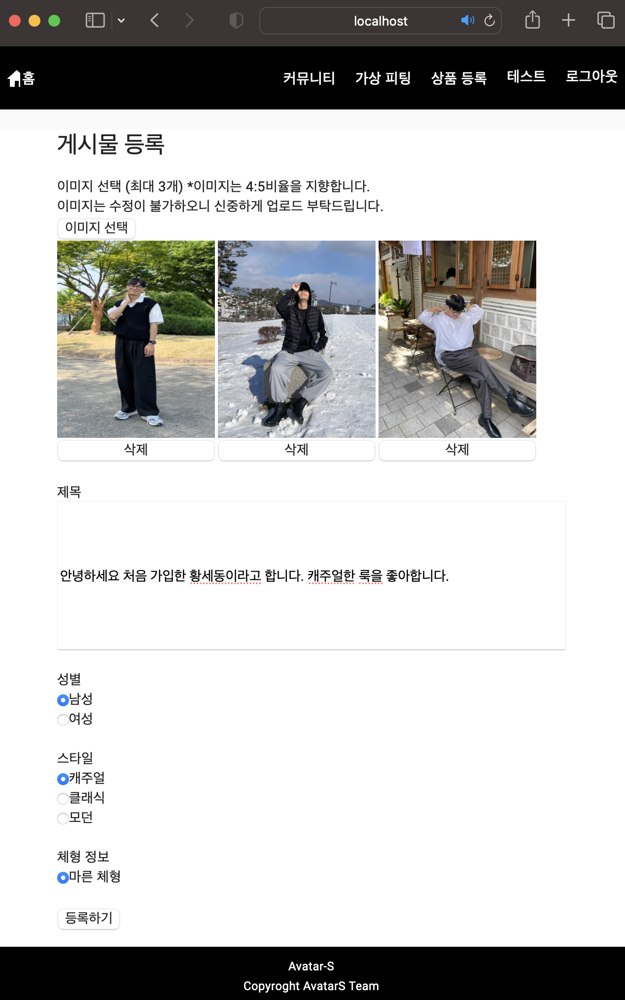 localhost
홈 커뮤니티 가상 피팅 상품 등록 테스트 로그아웃
게시물 등록
이미지 선택 (최대 3개) *이미지는 4:5비율을 지향합니다.
이미지는 수정이 불가하오니 신중하게 업로드 부탁드립니다.
이미지 선택
삭제 삭제 삭제
제목
안녕하세요 처음 가입한 황세동이라고 합니다. 캐주얼한 룩을 좋아합니다.
성별
남성
여성
스타일
캐주얼
클래식
모던
체형 정보
마른 체형
등록하기
Avatar-S
Copyroght AvatarS Team